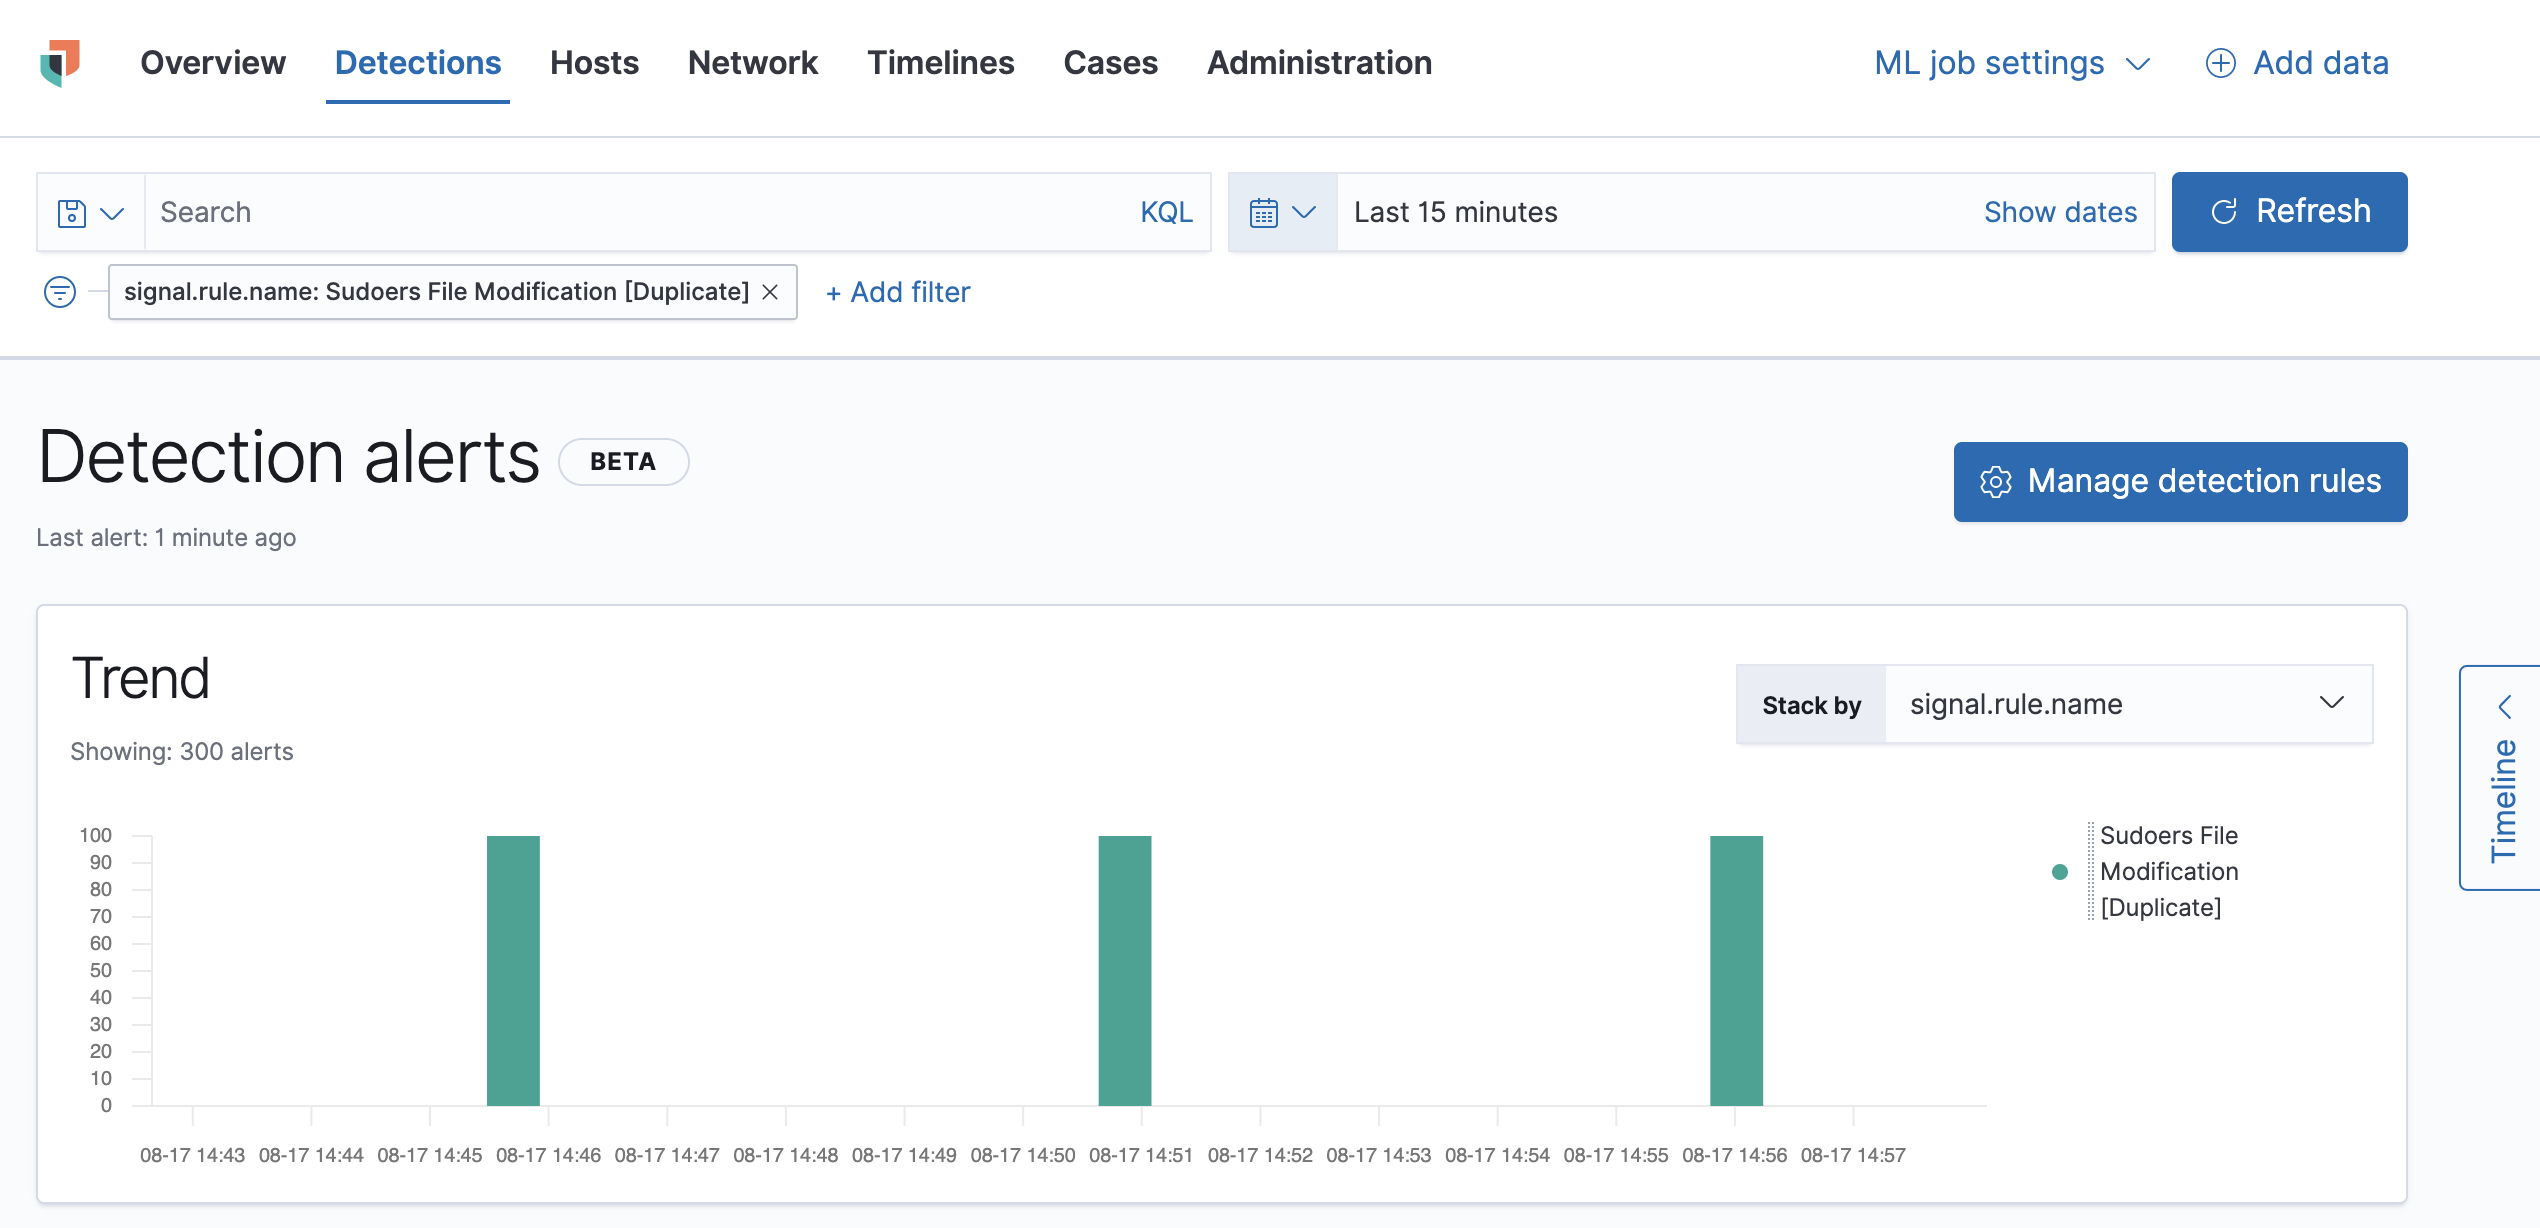 Overview Detections Hosts Network Timelines Cases Administration ML job settings Add data
Search KQL Last 15 minutes Show dates Refresh
signal.rule.name: Sudoers File Modification [Duplicate] × + Add filter
Detection alerts BETA
Manage detection rules
Last alert: 1 minute ago
Trend
Stack by signal.rule.name
Showing: 300 alerts
Timeline
100
90
80
70
60
50
40
30
20
10
0
Sudoers File
Modification
[Duplicate]
08-17 14:43 08-17 14:44 08-17 14:45 08-17 14:46 08-17 14:47 08-17 14:48 08-17 14:49 08-17 14:50 08-17 14:51 08-17 14:52 08-17 14:53 08-17 14:54 08-17 14:55 08-17 14:56 08-17 14:57